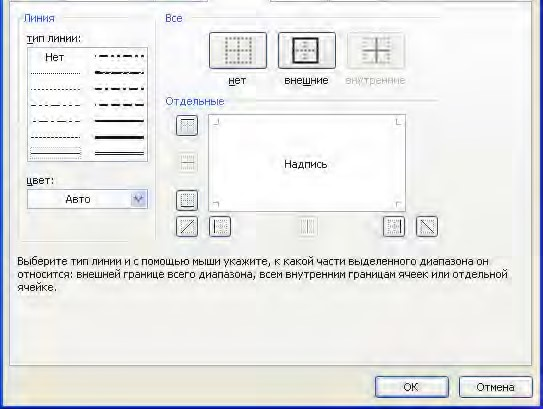 Линия
тип линии:
Нет
цвет:
Авто
Все
нет
внешние
внутренние
Отдельные
Надпись
Выберите тип линии и с помощью мыши укажите, к какой части выделенного диапазона он
относится: внешней границе всего диапазона, всем внутренним границам ячеек или отдельной
ячейке.
ОК
Отмена